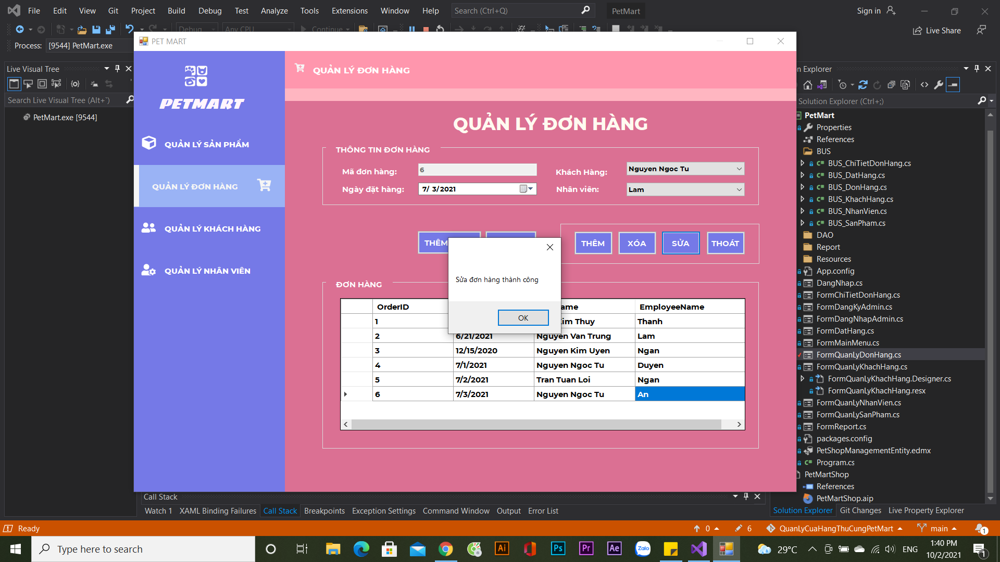 File Edit View Git Project Build Debug Test Analyze Tools Extensions Window Help Search (Ctrl+Q) PetMart Sign in
Debug Any CPU Continue Live Share
Process: [9544] PetMart.exe
PET MART
Live Visual Tree
Search Live Visual Tree (Alt+`)
PetMart.exe [9544]
PETMART
QUẢN LÝ SẢN PHẨM
QUẢN LÝ ĐƠN HÀNG
QUẢN LÝ KHÁCH HÀNG
QUẢN LÝ NHÂN VIÊN
QUẢN LÝ ĐƠN HÀNG
QUẢN LÝ ĐƠN HÀNG
THÔNG TIN ĐƠN HÀNG
Mã đơn hàng: 6 Khách Hàng: Nguyen Ngoc Tu
Ngày đặt hàng: 7/ 3/2021 Nhân viên: Lam
THÊM THÊM XÓA SỬA THOÁT
Sửa đơn hàng thành công
OK
ĐƠN HÀNG
OrderID ame EmployeeName
1 im Thuy Thanh
2 6/21/2021 Nguyen Van Trung Lam
3 12/15/2020 Nguyen Kim Uyen Ngan
4 7/1/2021 Nguyen Ngoc Tu Duyen
5 7/2/2021 Tran Tuan Loi Ngan
6 7/3/2021 Nguyen Ngoc Tu An
n Explorer
Solution Explorer (Ctrl+;)
PetMart
Properties
References
BUS
BUS_ChiTietDonHang.cs
BUS_DatHang.cs
BUS_DonHang.cs
BUS_KhachHang.cs
BUS_NhanVien.cs
BUS_SanPham.cs
DAO
Report
Resources
App.config
DangNhap.cs
FormChiTietDonHang.cs
FormDangKyAdmin.cs
FormDangNhapAdmin.cs
FormDatHang.cs
FormMainMenu.cs
FormQuanLyDonHang.cs
FormQuanLyKhachHang.cs
FormQuanLyKhachHang.Designer.cs
FormQuanLyKhachHang.resx
FormQuanLyNhanVien.cs
FormQuanLySanPham.cs
FormReport.cs
packages.config
PetShopManagementEntity.edmx
Program.cs
PetMartShop
References
PetMartShop.aip
Call Stack
Watch 1 XAML Binding Failures Call Stack Breakpoints Exception Settings Command Window Output Error List
Solution Explorer Git Changes Live Property Explorer
Ready 0 6 QuanLyCuaHangThuCungPetMart main 1
Type here to search Ai Ps Pr Ae Zalo 29°C ENG 1:40 PM
10/2/2021 1